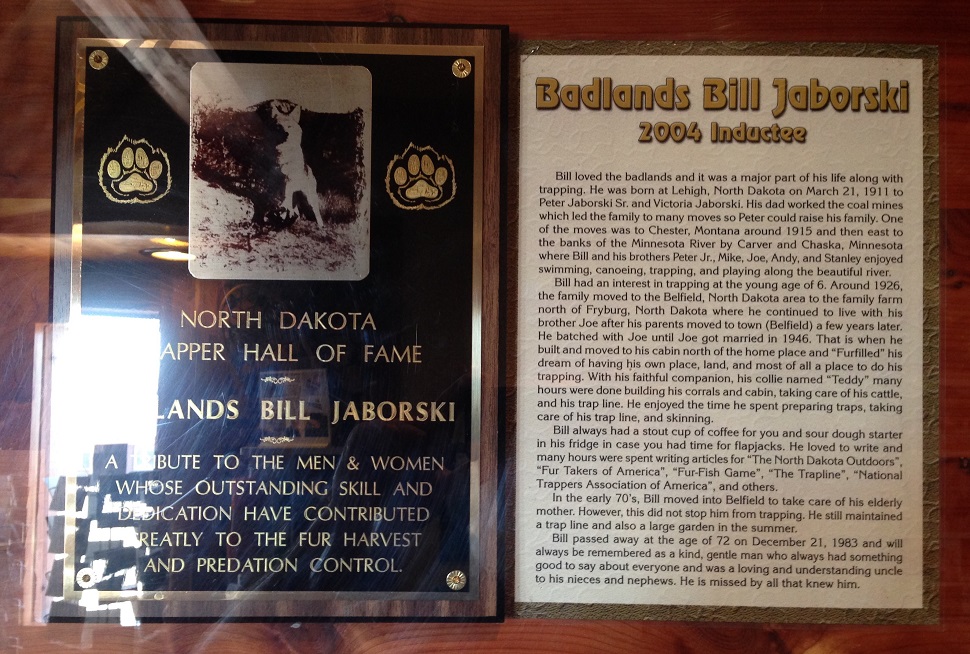 NORTH DAKOTA
APPER HALL OF FAME
LANDS BILL JABORSKI
A TRIBUTE TO THE MEN & WOMEN
WHOSE OUTSTANDING SKILL AND
DEDICATION HAVE CONTRIBUTED
GREATLY TO THE FUR HARVEST
AND PREDATION CONTROL.
Badlands Bill Jaborski
2004 Inductee
Bill loved the badlands and it was a major part of his life along with
trapping. He was born at Lehigh, North Dakota on March 21, 1911 to
Peter Jaborski Sr. and Victoria Jaborski. His dad worked the coal mines
which led the family to many moves so Peter could raise his family. One
of the moves was to Chester, Montana around 1915 and then east to
the banks of the Minnesota River by Carver and Chaska, Minnesota
where Bill and his brothers Peter Jr., Mike, Joe, Andy, and Stanley enjoyed
swimming, canoeing, trapping, and playing along the beautiful river.
Bill had an interest in trapping at the young age of 6. Around 1926,
the family moved to the Belfield, North Dakota area to the family farm
north of Fryburg, North Dakota where he continued to live with his
brother Joe after his parents moved to town (Belfield) a few years later.
He batched with Joe until Joe got married in 1946. That is when he
built and moved to his cabin north of the home place and “Furfilled” his
dream of having his own place, land, and most of all a place to do his
trapping. With his faithful companion, his collie named “Teddy” many
hours were done building his corrals and cabin, taking care of his cattle,
and his trap line. He enjoyed the time he spent preparing traps, taking
care of his trap line, and skinning.
Bill always had a stout cup of coffee for you and sour dough starter
in his fridge in case you had time for flapjacks. He loved to write and
many hours were spent writing articles for “The North Dakota Outdoors”,
“Fur Takers of America”, “Fur-Fish Game”, “The Trapline”, “National
Trappers Association of America”, and others.
In the early 70’s, Bill moved into Belfield to take care of his elderly
mother. However, this did not stop him from trapping. He still maintained
a trap line and also a large garden in the summer.
Bill passed away at the age of 72 on December 21, 1983 and will
always be remembered as a kind, gentle man who always had something
good to say about everyone and was a loving and understanding uncle
to his nieces and nephews. He is missed by all that knew him.